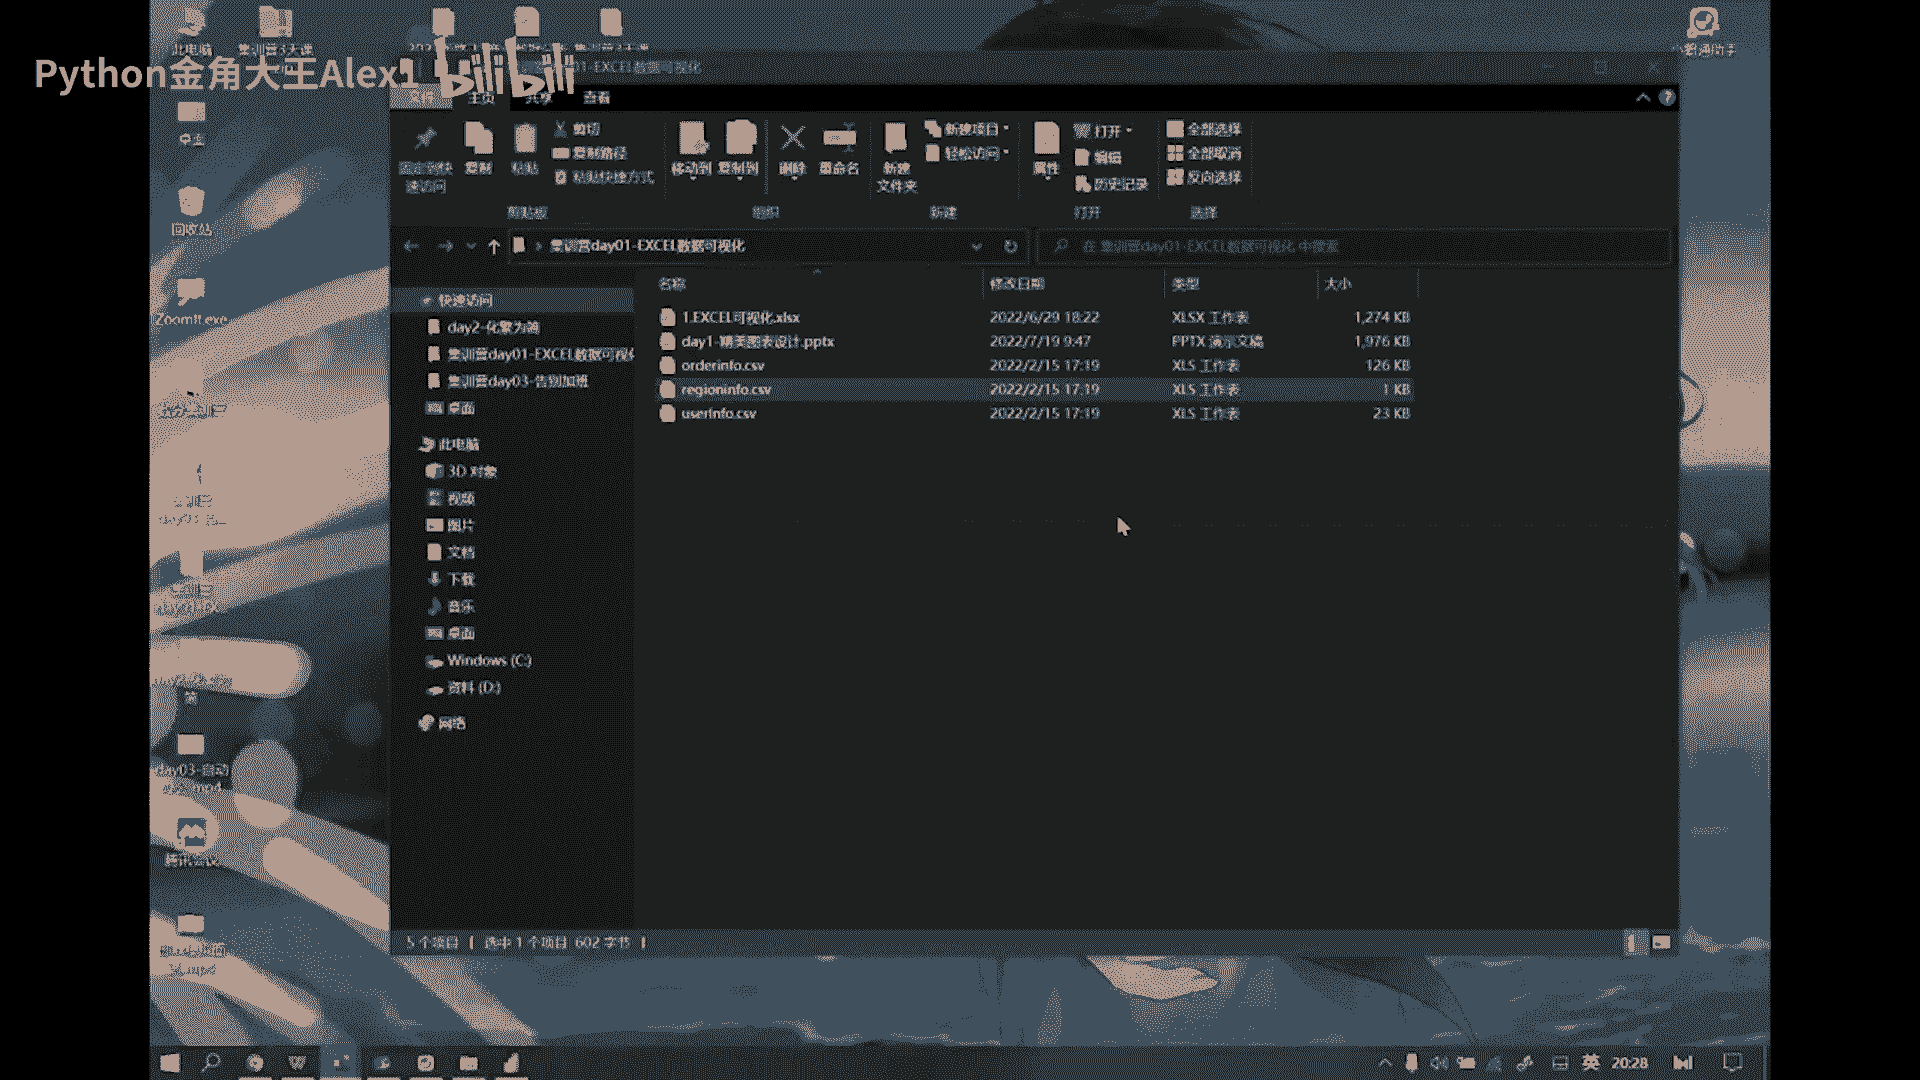 此电脑
集训营3天课
Python金角大王Alex1 bilibili
01-EXCEL数据可视化
文件 主页 共享 查看
桌面
回收站
ZoomIt.exe
day03-自动
固定到快速访问
复制
粘贴
剪切
复制路径
粘贴快捷方式
移动到
复制到
删除
重命名
新建文件夹
新建项目
轻松访问
属性
打开
编辑
历史记录
全部选择
全部取消
反向选择
剪贴板 组织 新建 打开 选择
集训营day01-EXCEL数据可视化
在 集训营day01-EXCEL数据可视化 中搜索
名称 修改日期 类型 大小
1.EXCEL可视化.xlsx 2022/6/29 18:22 XLSX 工作表 1,274 KB
day1-精美图表设计.pptx 2022/7/19 9:47 PPTX 演示文稿 1,976 KB
orderinfo.csv 2022/2/15 17:19 XLS 工作表 126 KB
regioninfo.csv 2022/2/15 17:19 XLS 工作表 1 KB
userinfo.csv 2022/2/15 17:19 XLS 工作表 23 KB
快速访问
day2-化繁为简
集训营day01-EXCEL数据可视化
集训营day03-告别加班
桌面
此电脑
3D 对象
视频
图片
文档
下载
音乐
桌面
Windows (C:)
资料 (D:)
网络
5 个项目 选中 1 个项目 602 字节
腾讯会议
英 20:28